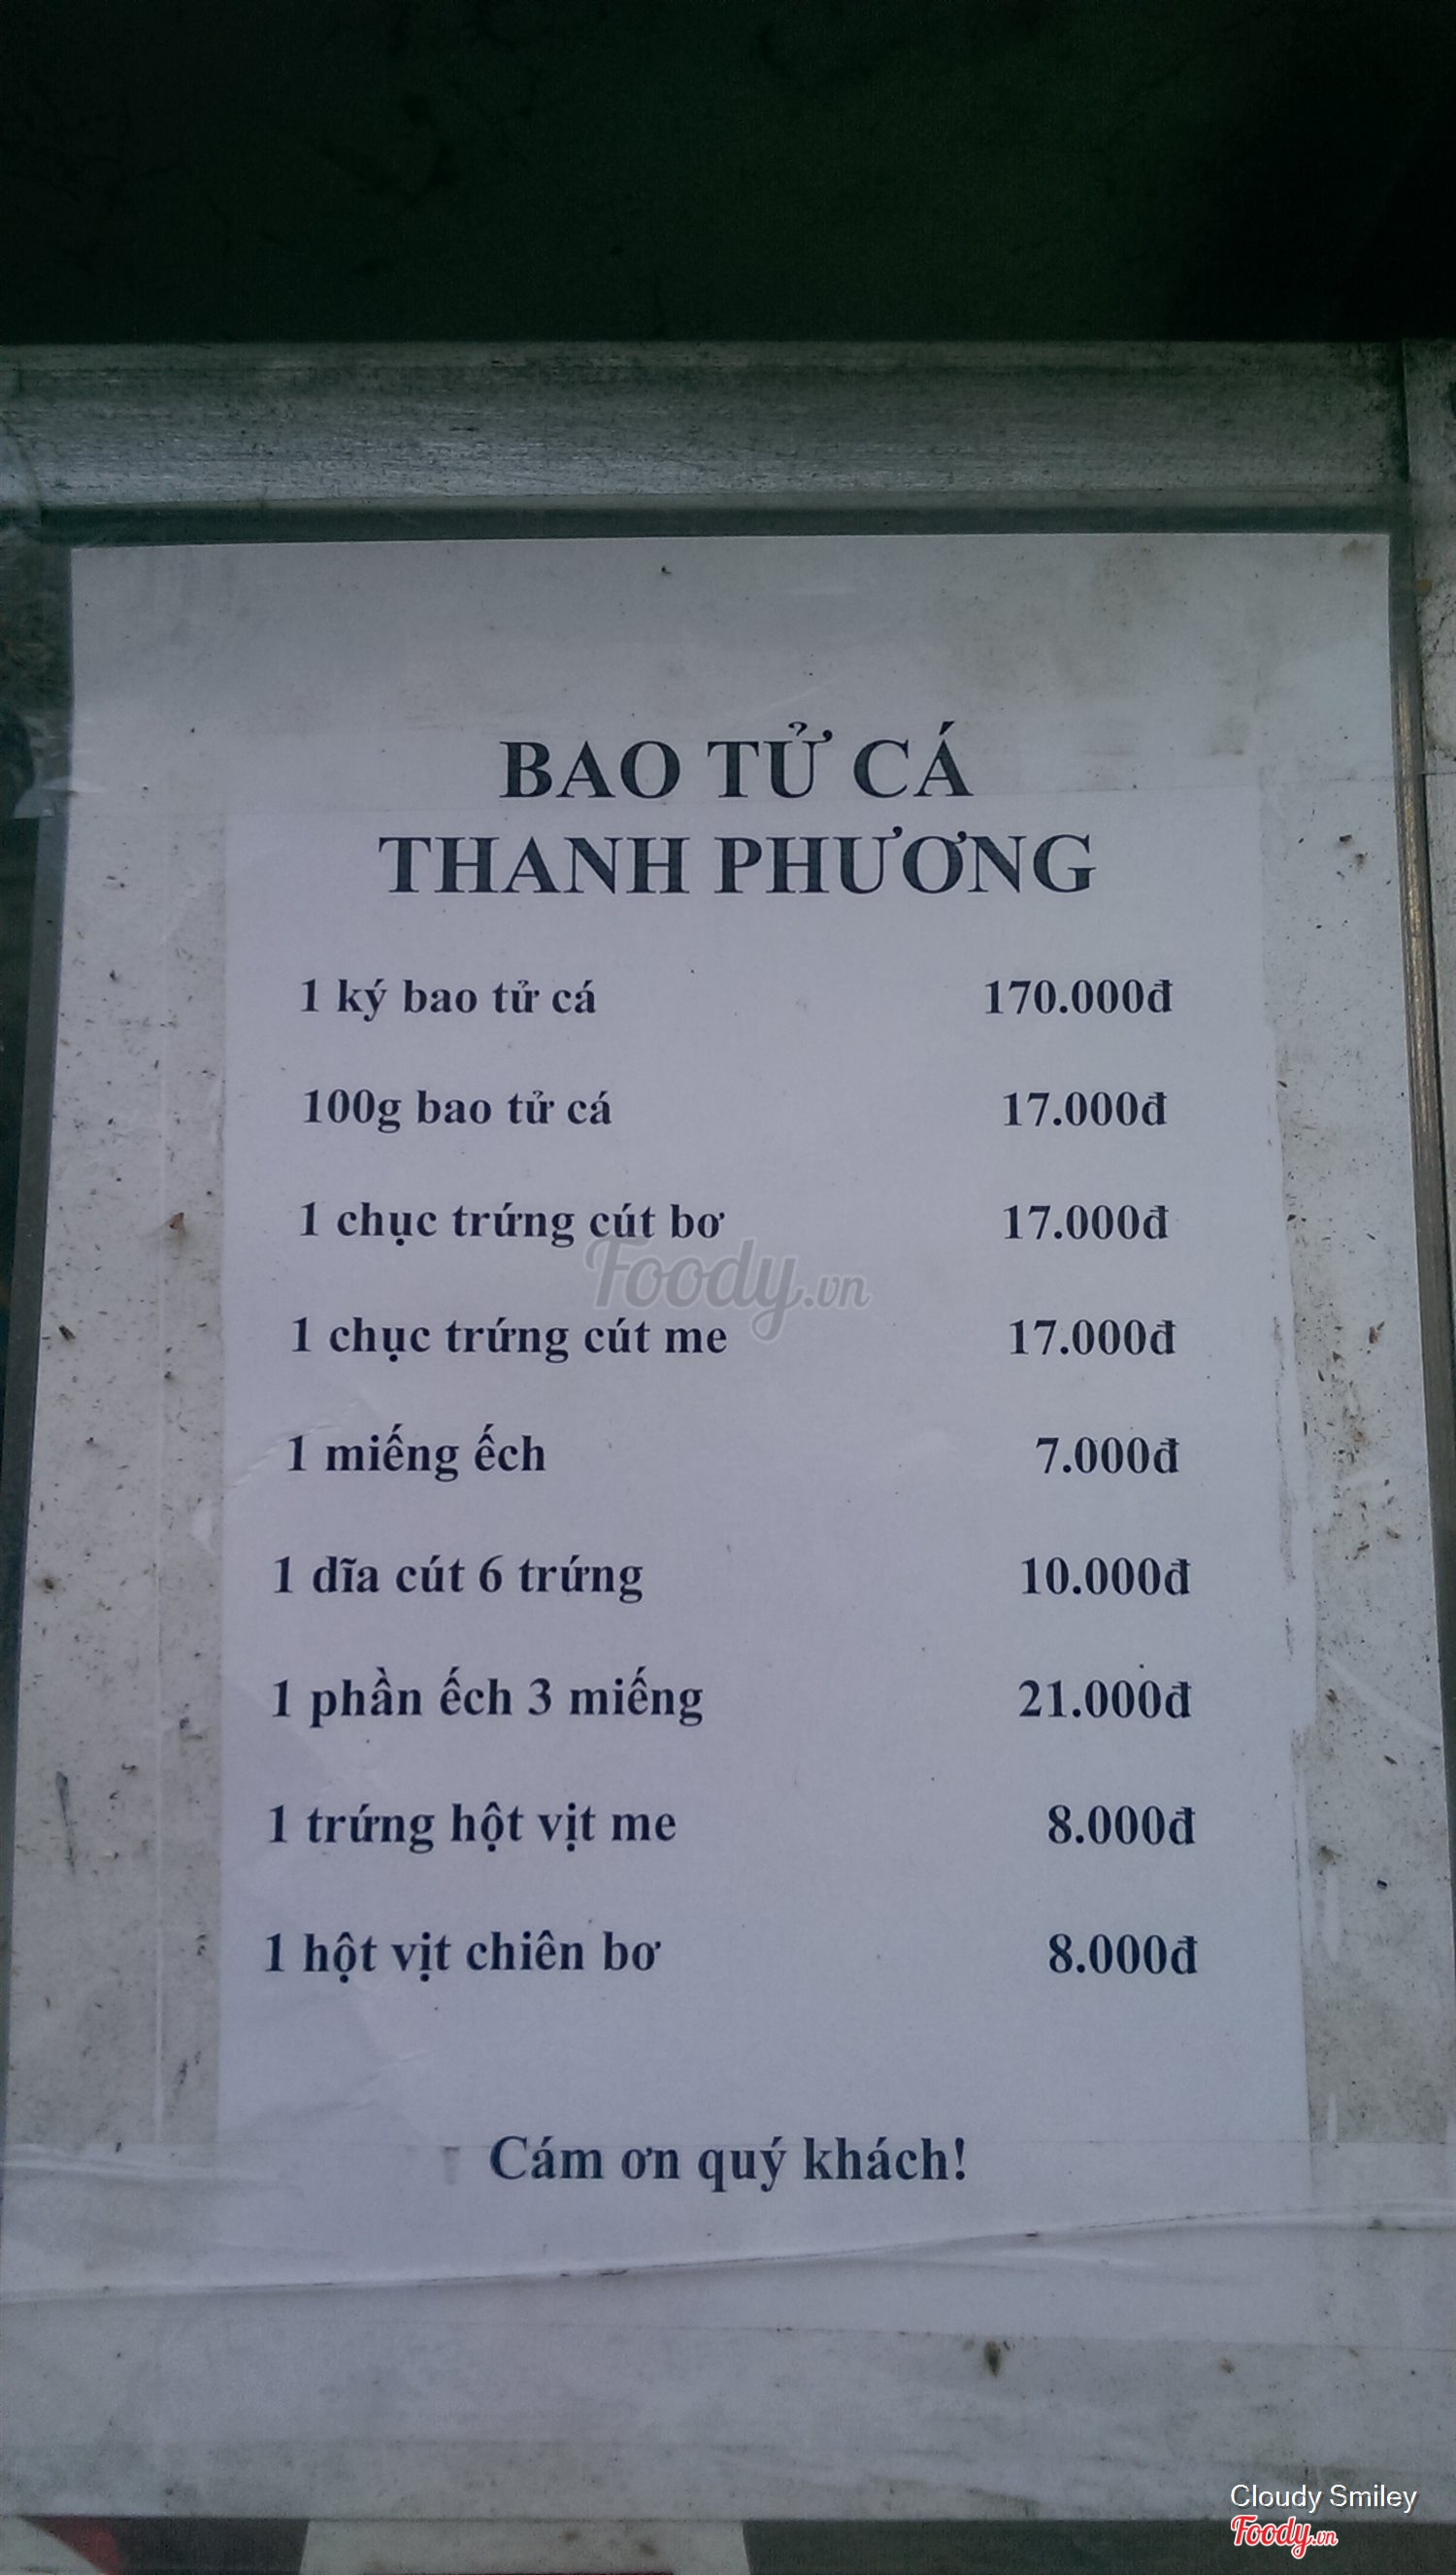 BAO TỬ CÁ
THANH PHƯƠNG
1 ký bao tử cá 170.000đ
100g bao tử cá 17.000đ
1 chục trứng cút bơ 17.000đ
Foody.vn
1 chục trứng cút me 17.000đ
1 miếng ếch 7.000đ
1 dĩa cút 6 trứng 10.000đ
1 phần ếch 3 miếng 21.000đ
1 trứng hột vịt me 8.000đ
1 hột vịt chiên bơ 8.000đ
Cám ơn quý khách!
Cloudy Smiley
Foody.vn